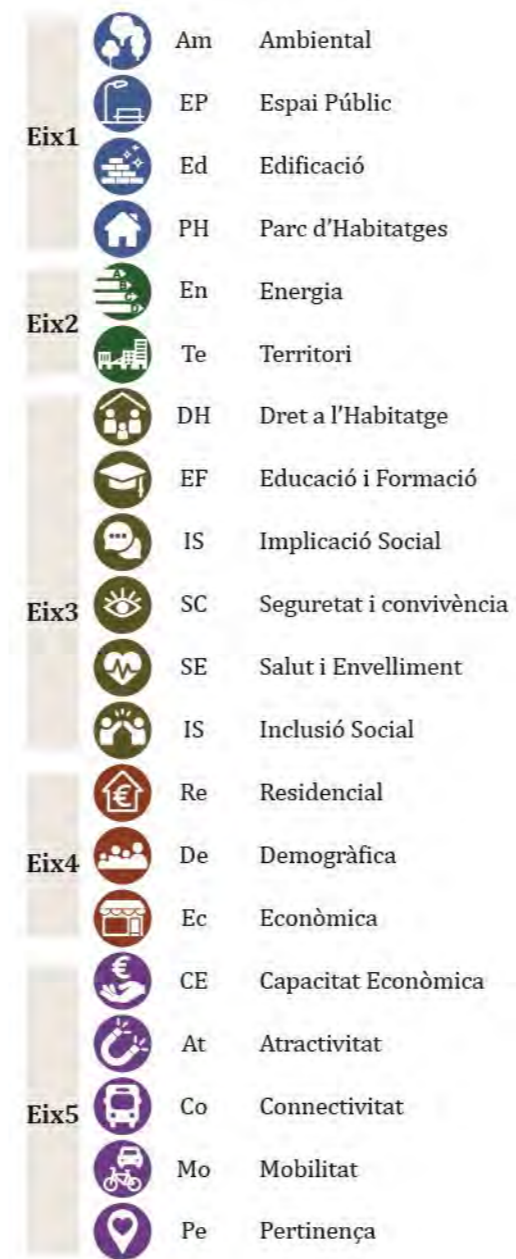 Eix1
Am Ambiental
EP Espai Públic
Ed Edificació
PH Parc d'Habitatges
Eix2
En Energia
Te Territori
Eix3
DH Dret a l'Habitatge
EF Educació i Formació
IS Implicació Social
SC Seguretat i convivència
SE Salut i Envelliment
IS Inclusió Social
Eix4
Re Residencial
De Demogràfica
Ec Econòmica
Eix5
CE Capacitat Econòmica
At Atractivitat
Co Connectivitat
Mo Mobilitat
Pe Pertinença